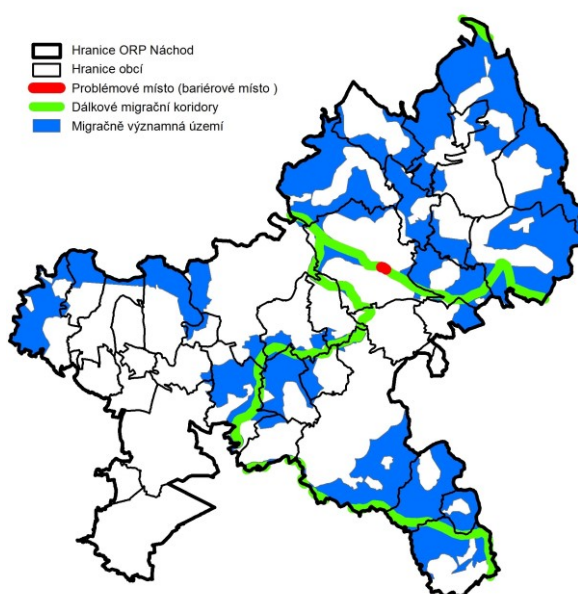 Hranice ORP Náchod
Hranice obcí
Problémové místo (bariérové místo )
Dálkové migrační koridory
Migračně významná území